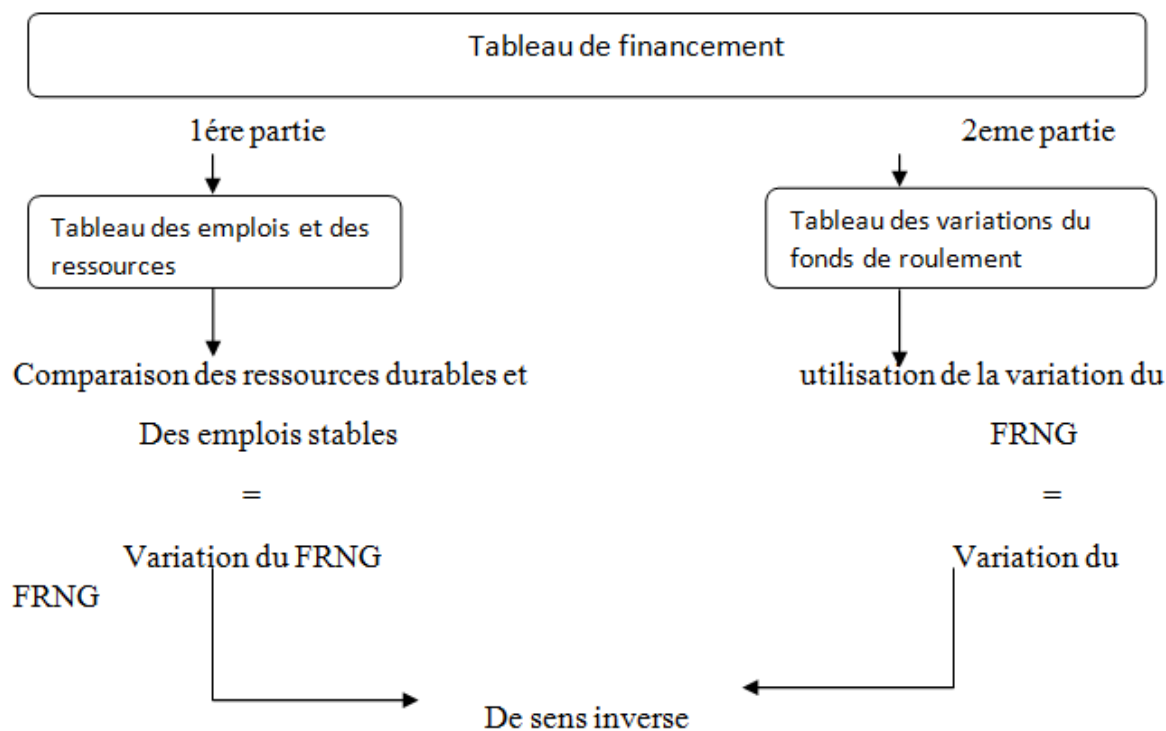 Tableau de financement
1ére partie
2eme partie
Tableau des emplois et des
ressources
Tableau des variations du
fonds de roulement
Comparaison des ressources durables et
utilisation de la variation du
Des emplois stables
FRNG
=
=
Variation du FRNG
Variation du
FRNG
De sens inverse